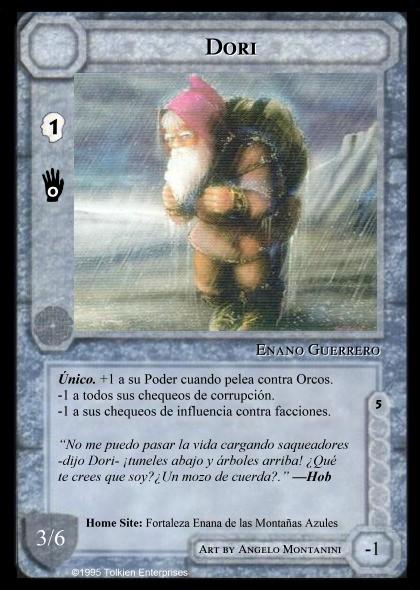 DORI
1
0
ENANO GUERRERO
Único. +1 a su Poder cuando pelea contra Orcos.
-1 a todos sus chequeos de corrupción.
-1 a sus chequeos de influencia contra facciones.
5
“No me puedo pasar la vida cargando saqueadores
-dijo Dori- ¡tuneles abajo y árboles arriba! ¿Qué
te crees que soy?¿Un mozo de cuerda?.” —Hob
Home Site: Fortaleza Enana de las Montañas Azules
3/6
ART BY ANGELO MONTANINI
-1
©1995 Tolkien Enterprises